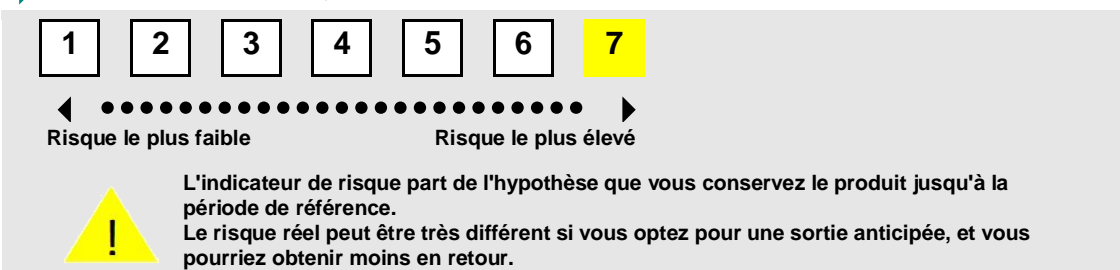 1 2 3 4 5 6 7
Risque le plus faible Risque le plus élevé
L'indicateur de risque part de l'hypothèse que vous conservez le produit jusqu'à la
période de référence.
! Le risque réel peut être très différent si vous optez pour une sortie anticipée, et vous
pourriez obtenir moins en retour.